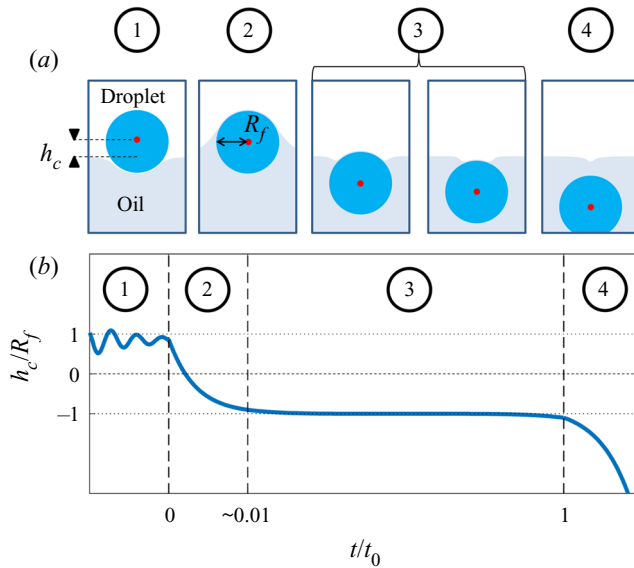 1 2 3 4
(a)
Droplet
R_f
h_c
Oil
(b)
1 2 3 4
h_c/R_f
1
0
−1
0 ~0.01 1
t/t_0